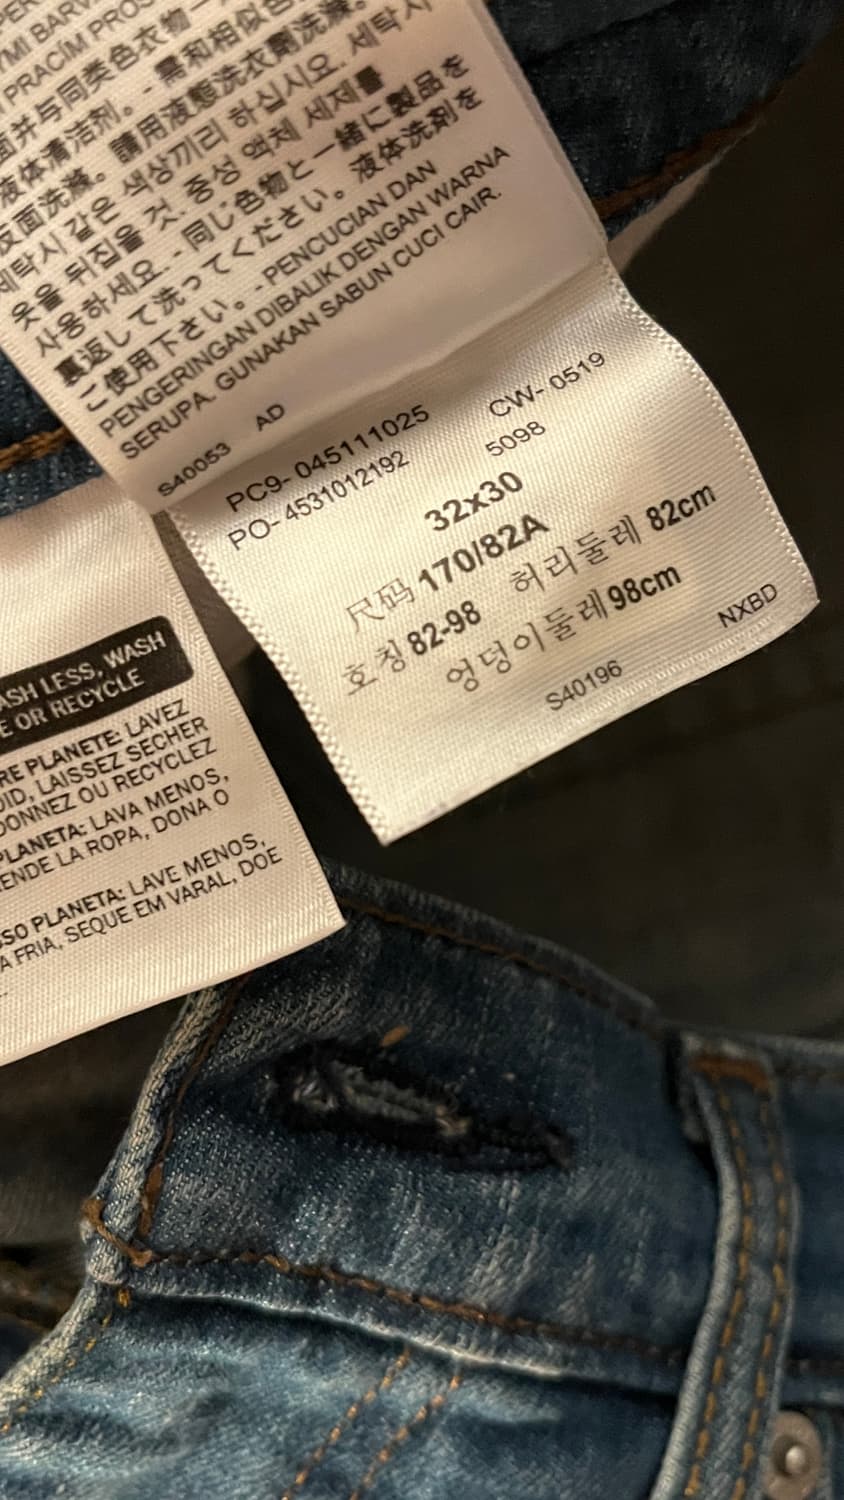 YMI BARV
PRACÍM PROS
面并与同类色衣物一
液体清洁剂。- 需和相似色
反面洗滌。請用液態洗衣劑洗滌。
세탁시 같은 색상끼리 하십시오. 세탁시
옷을 뒤집을 것. 중성 액체 세제를
사용하세요. - 同じ色物と一緒に製品を
裏返して洗ってください。液体洗剤を
ご使用下さい。- PENCUCIAN DAN
PENGERINGAN DIBALIK DENGAN WARNA
SERUPA. GUNAKAN SABUN CUCI CAIR.
S40053 AD
PC9- 045111025 CW- 0519
PO- 4531012192 5098
32x30
尺码 170/82A
호칭 82-98 허리둘레 82cm
엉덩이둘레 98cm
S40196 NXBD
ASH LESS, WASH
E OR RECYCLE
RE PLANETE: LAVEZ
OID, LAISSEZ SECHER
DONNEZ OU RECYCLEZ
PLANETA: LAVA MENOS,
ENDE LA ROPA, DONA O
SSO PLANETA: LAVE MENOS,
A FRIA, SEQUE EM VARAL, DOE